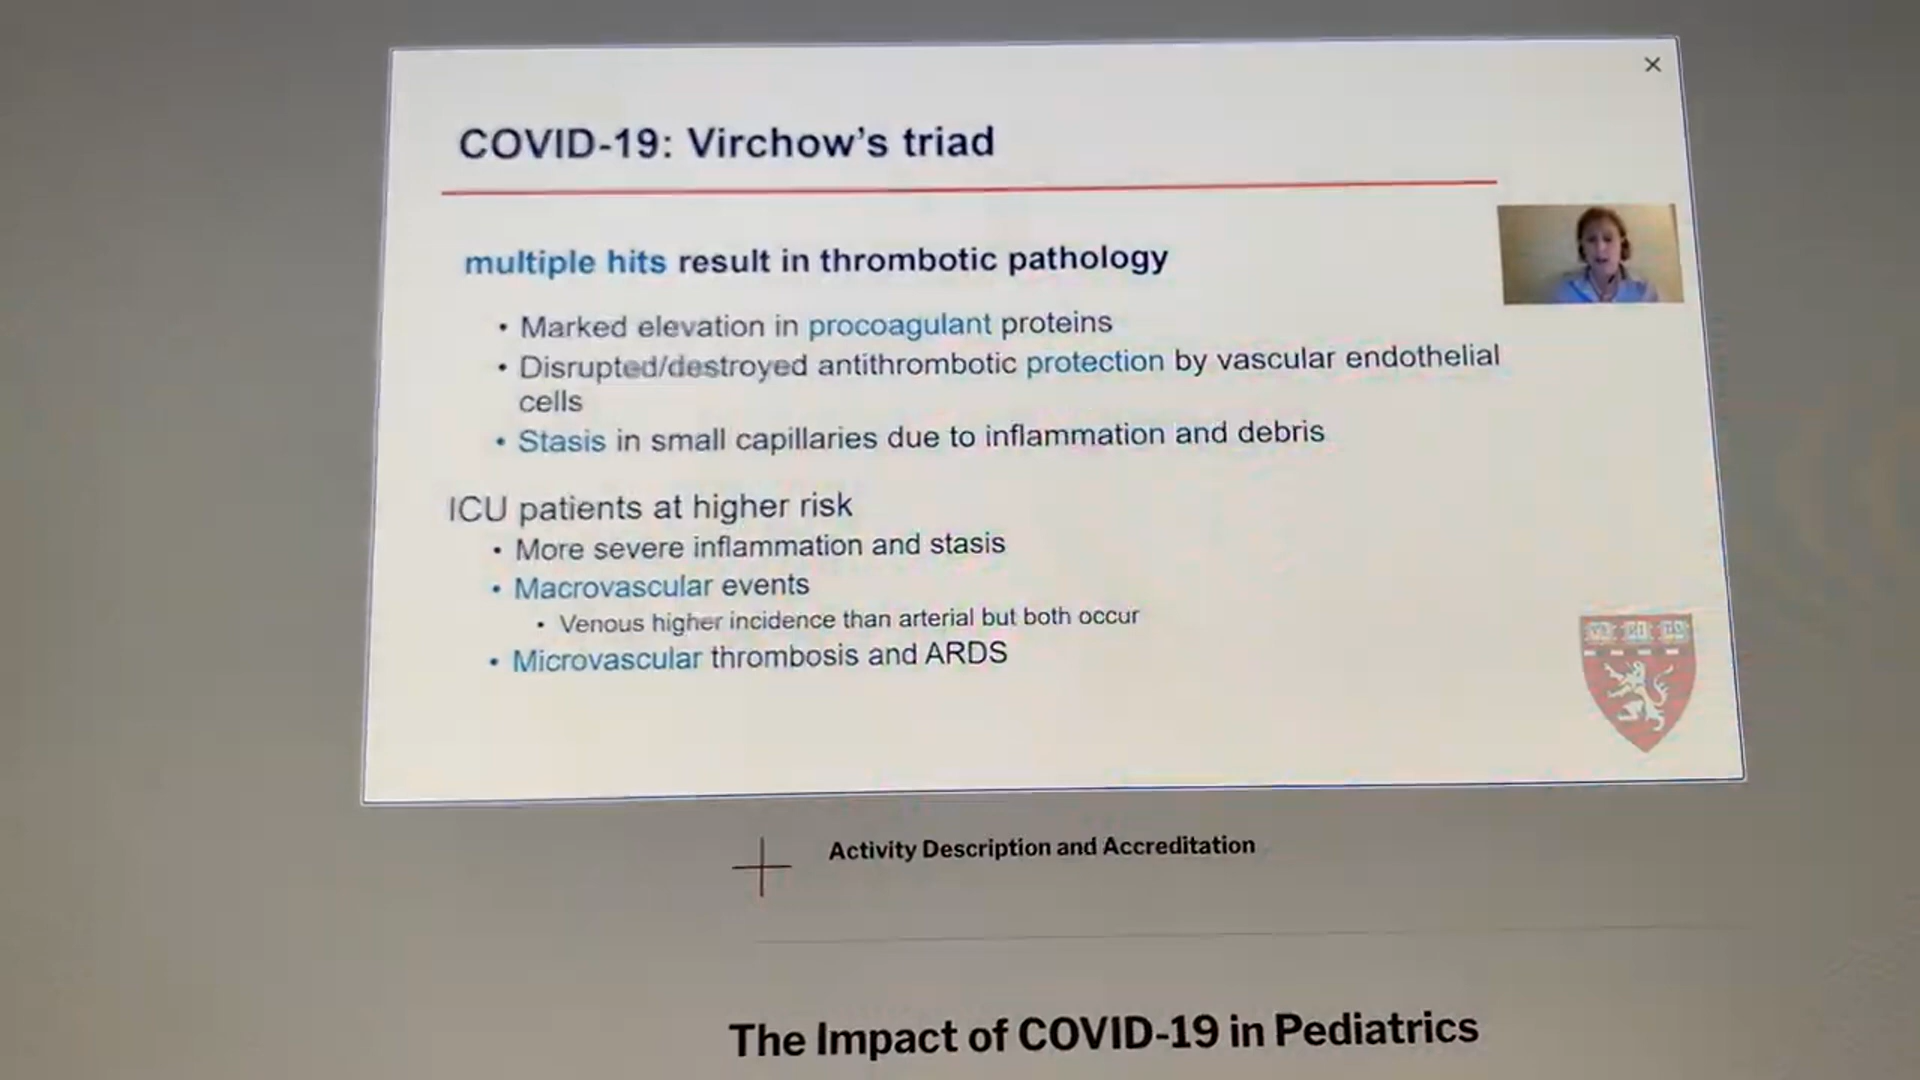 ×
COVID-19: Virchow's triad
multiple hits result in thrombotic pathology
• Marked elevation in procoagulant proteins
• Disrupted/destroyed antithrombotic protection by vascular endothelial
cells
• Stasis in small capillaries due to inflammation and debris
ICU patients at higher risk
• More severe inflammation and stasis
• Macrovascular events
• Venous higher incidence than arterial but both occur
• Microvascular thrombosis and ARDS
Activity Description and Accreditation
The Impact of COVID-19 in Pediatrics